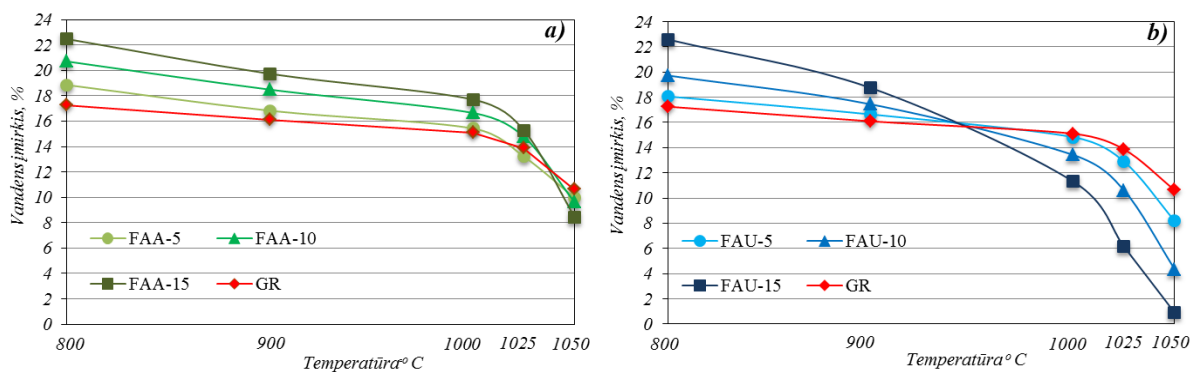 a)
24
22
20
18
16
14
12
10
8
6
4
2
0
Vandens įmirkis, %
FAA-5 FAA-10
FAA-15 GR
800 900 1000 1025 1050
Temperatūra° C
b)
24
22
20
18
16
14
12
10
8
6
4
2
0
Vandens įmirkis, %
FAU-5 FAU-10
FAU-15 GR
800 900 1000 1025 1050
Temperatūra° C